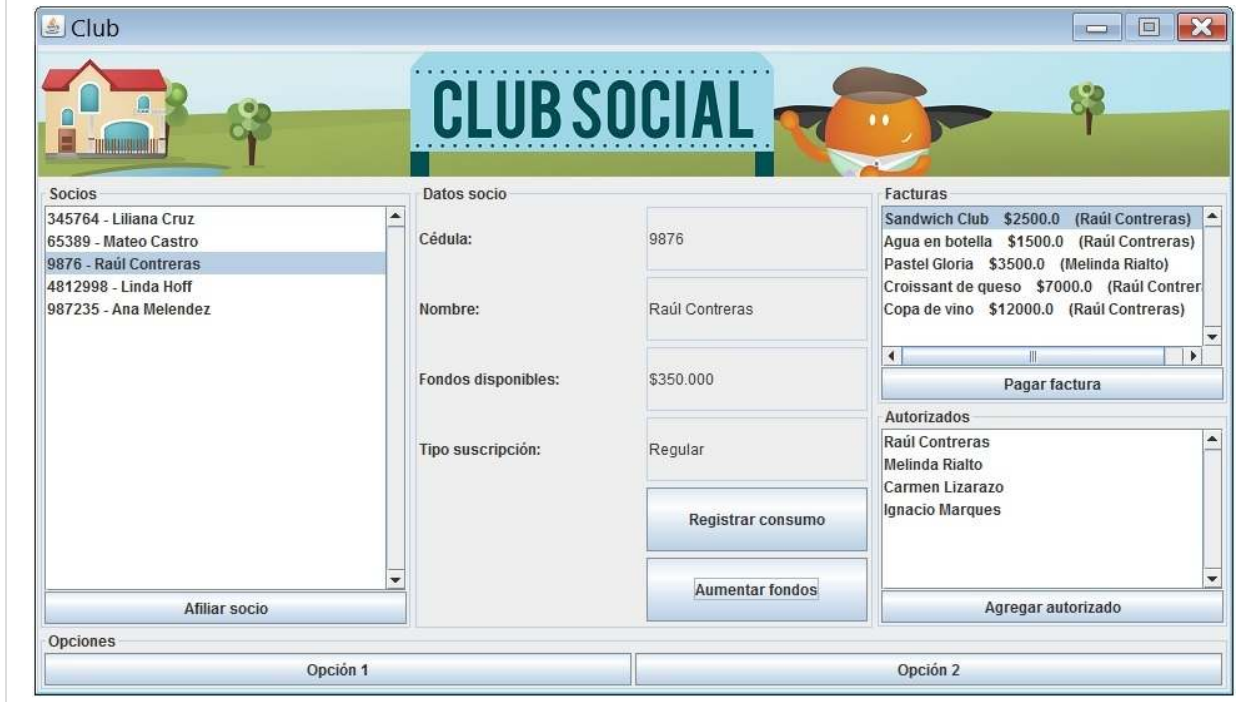 Club
CLUB SOCIAL
Socios
345764 - Liliana Cruz
65389 - Mateo Castro
9876 - Raúl Contreras
4812998 - Linda Hoff
987235 - Ana Melendez
Afiliar socio
Datos socio
Cédula: 9876
Nombre: Raúl Contreras
Fondos disponibles: $350.000
Tipo suscripción: Regular
Registrar consumo
Aumentar fondos
Facturas
Sandwich Club $2500.0 (Raúl Contreras)
Agua en botella $1500.0 (Raúl Contreras)
Pastel Gloria $3500.0 (Melinda Rialto)
Croissant de queso $7000.0 (Raúl Contrer
Copa de vino $12000.0 (Raúl Contreras)
Pagar factura
Autorizados
Raúl Contreras
Melinda Rialto
Carmen Lizarazo
Ignacio Marques
Agregar autorizado
Opciones
Opción 1
Opción 2